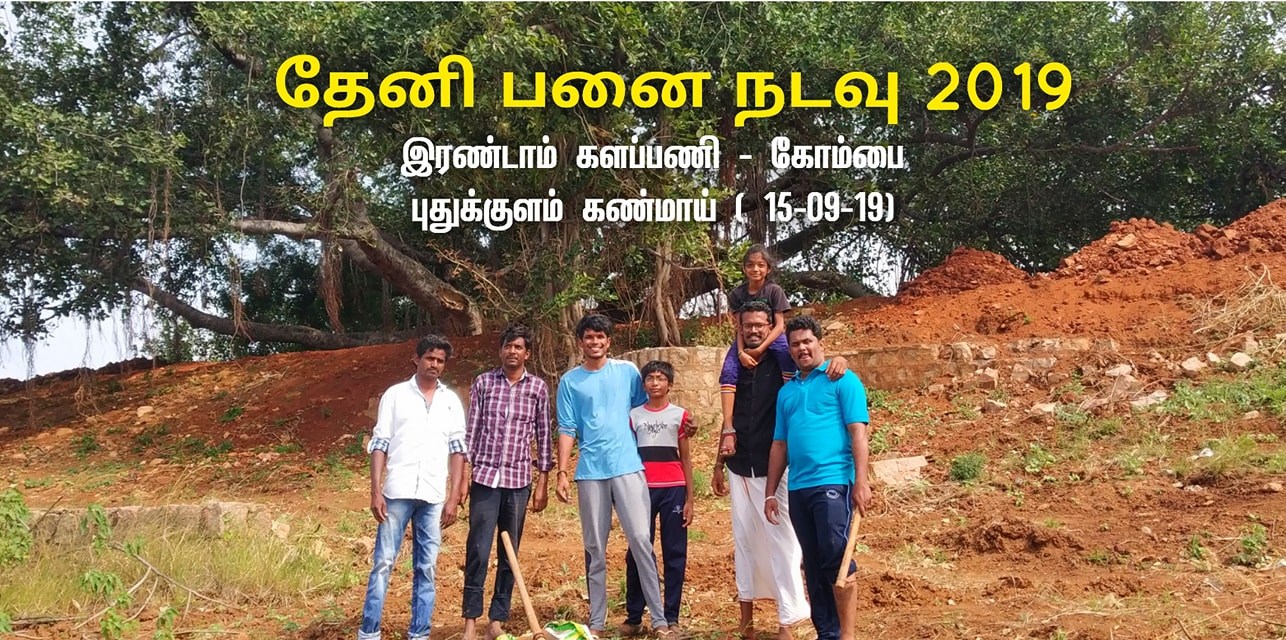 தேனி பனை நடவு 2019
இரண்டாம் களப்பணி - கோம்பை
புதுக்குளம் கண்மாய் ( 15-09-19)